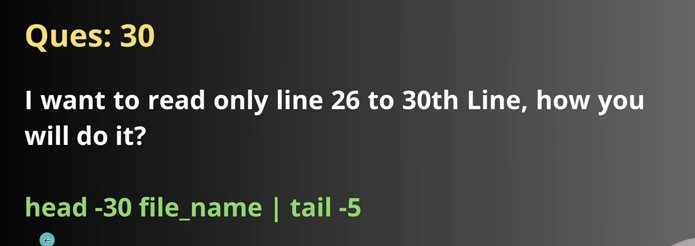 Ques: 30
I want to read only line 26 to 30th Line, how you
will do it?
head -30 file_name | tail -5